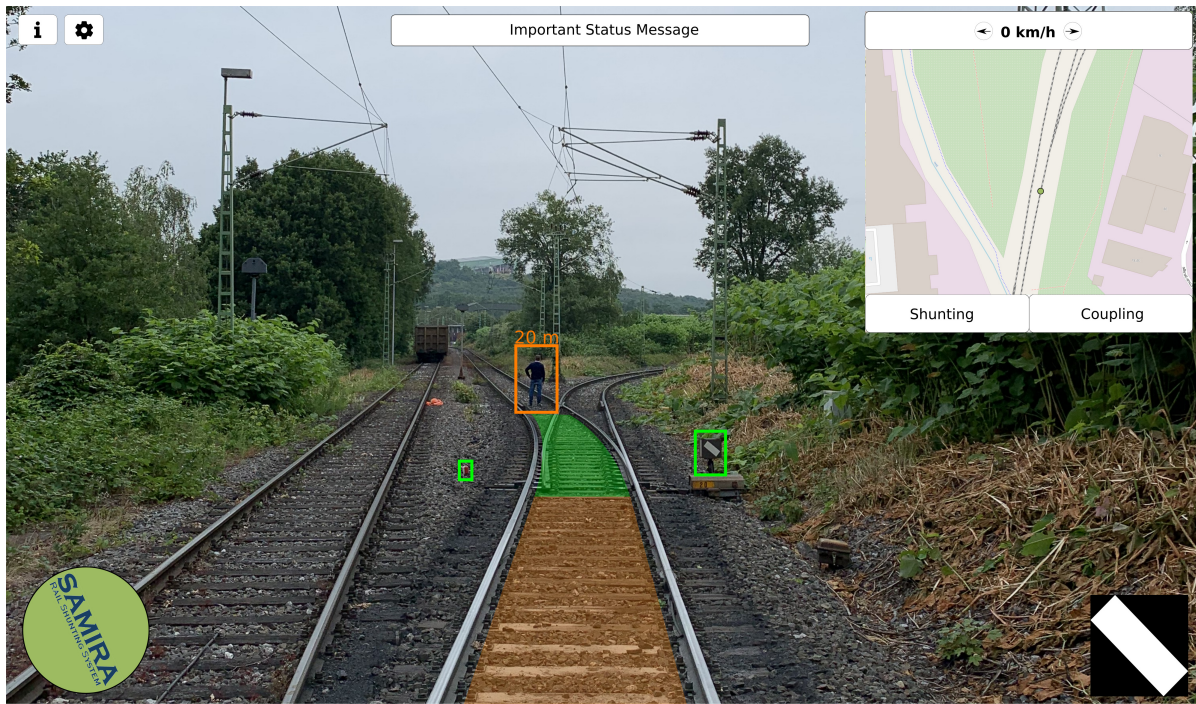 i
Important Status Message
0 km/h
20 m
Shunting
Coupling
SAMIRA
RAIL SHUNTING SYSTEM